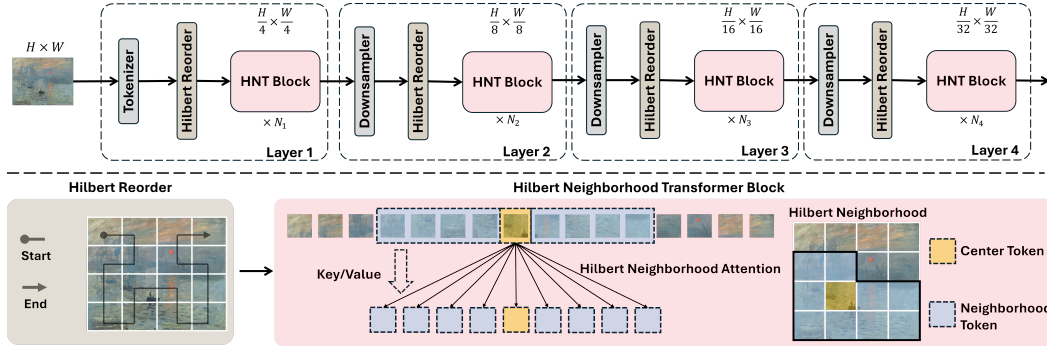 H × W
Tokenizer
Hilbert Reorder
H/4 × W/4
HNT Block
× N₁
Layer 1
Downsampler
Hilbert Reorder
H/8 × W/8
HNT Block
× N₂
Layer 2
Downsampler
Hilbert Reorder
H/16 × W/16
HNT Block
× N₃
Layer 3
Downsampler
Hilbert Reorder
H/32 × W/32
HNT Block
× N₄
Layer 4
Hilbert Reorder
Start
End
Hilbert Neighborhood Transformer Block
Key/Value
Hilbert Neighborhood Attention
Hilbert Neighborhood
Center Token
Neighborhood
Token